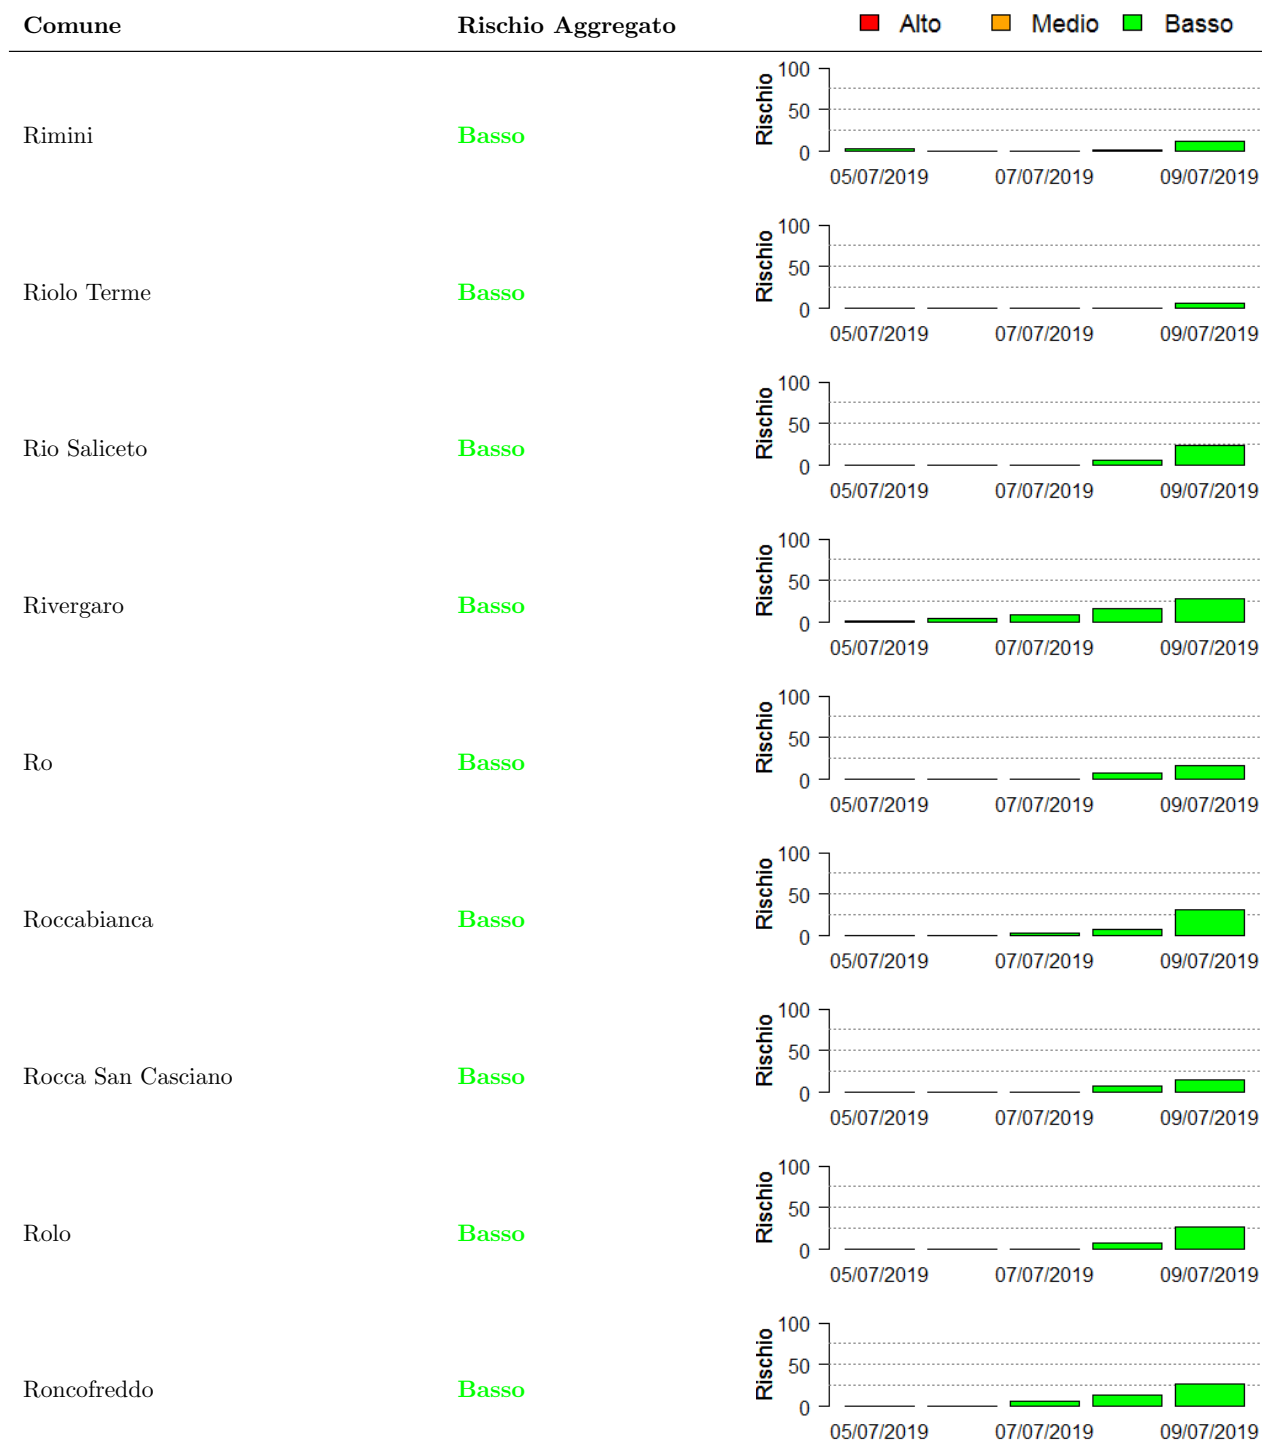 Comune Rischio Aggregato Alto Medio Basso
Rimini Basso
Rischio
100
50
0
05/07/2019 07/07/2019 09/07/2019
Riolo Terme Basso
Rischio
100
50
0
05/07/2019 07/07/2019 09/07/2019
Rio Saliceto Basso
Rischio
100
50
0
05/07/2019 07/07/2019 09/07/2019
Rivergaro Basso
Rischio
100
50
0
05/07/2019 07/07/2019 09/07/2019
Ro Basso
Rischio
100
50
0
05/07/2019 07/07/2019 09/07/2019
Roccabianca Basso
Rischio
100
50
0
05/07/2019 07/07/2019 09/07/2019
Rocca San Casciano Basso
Rischio
100
50
0
05/07/2019 07/07/2019 09/07/2019
Rolo Basso
Rischio
100
50
0
05/07/2019 07/07/2019 09/07/2019
Roncofreddo Basso
Rischio
100
50
0
05/07/2019 07/07/2019 09/07/2019